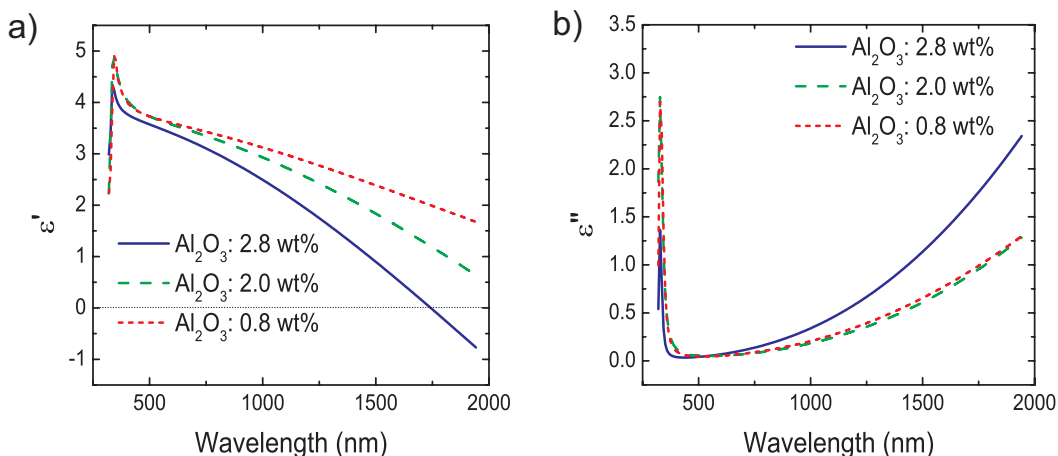 a)
5
4
3
2
1
0
-1
ε'
Al₂O₃: 2.8 wt%
Al₂O₃: 2.0 wt%
Al₂O₃: 0.8 wt%
500 1000 1500 2000
Wavelength (nm)
b)
3.5
3.0
2.5
2.0
1.5
1.0
0.5
0.0
ε"
Al₂O₃: 2.8 wt%
Al₂O₃: 2.0 wt%
Al₂O₃: 0.8 wt%
500 1000 1500 2000
Wavelength (nm)